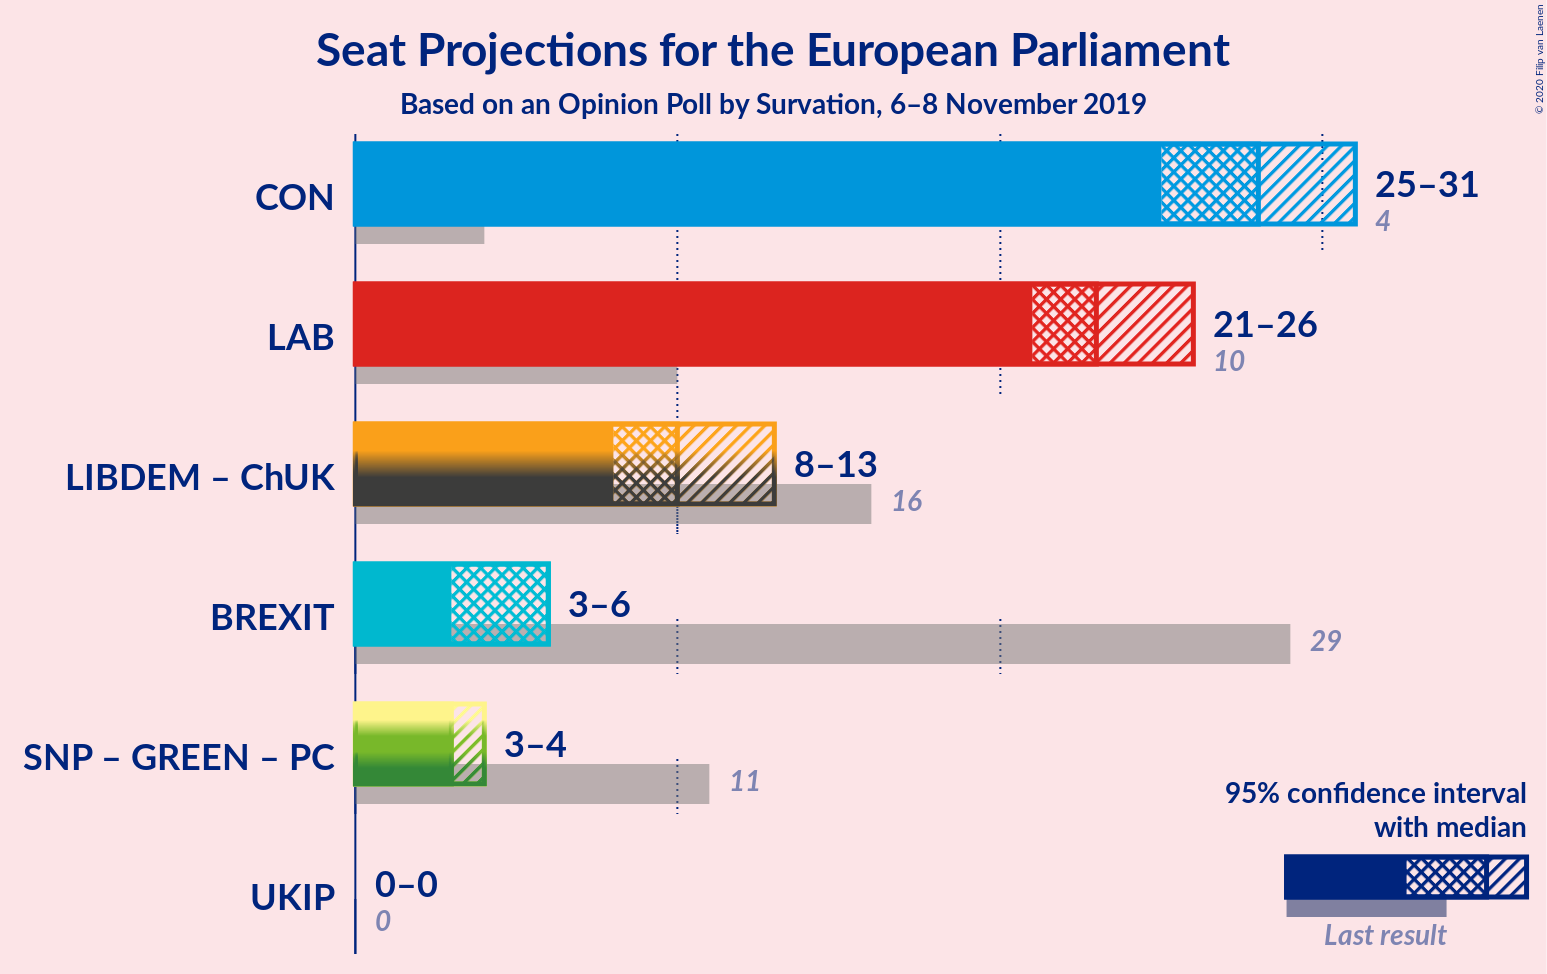 Seat Projections for the European Parliament
Based on an Opinion Poll by Survation, 6–8 November 2019
© 2020 Filip van Laenen
CON
25–31
4
LAB
21–26
10
LIBDEM – ChUK
8–13
16
BREXIT
3–6
29
SNP – GREEN – PC
3–4
11
UKIP
0–0
0
95% confidence interval
with median
Last result